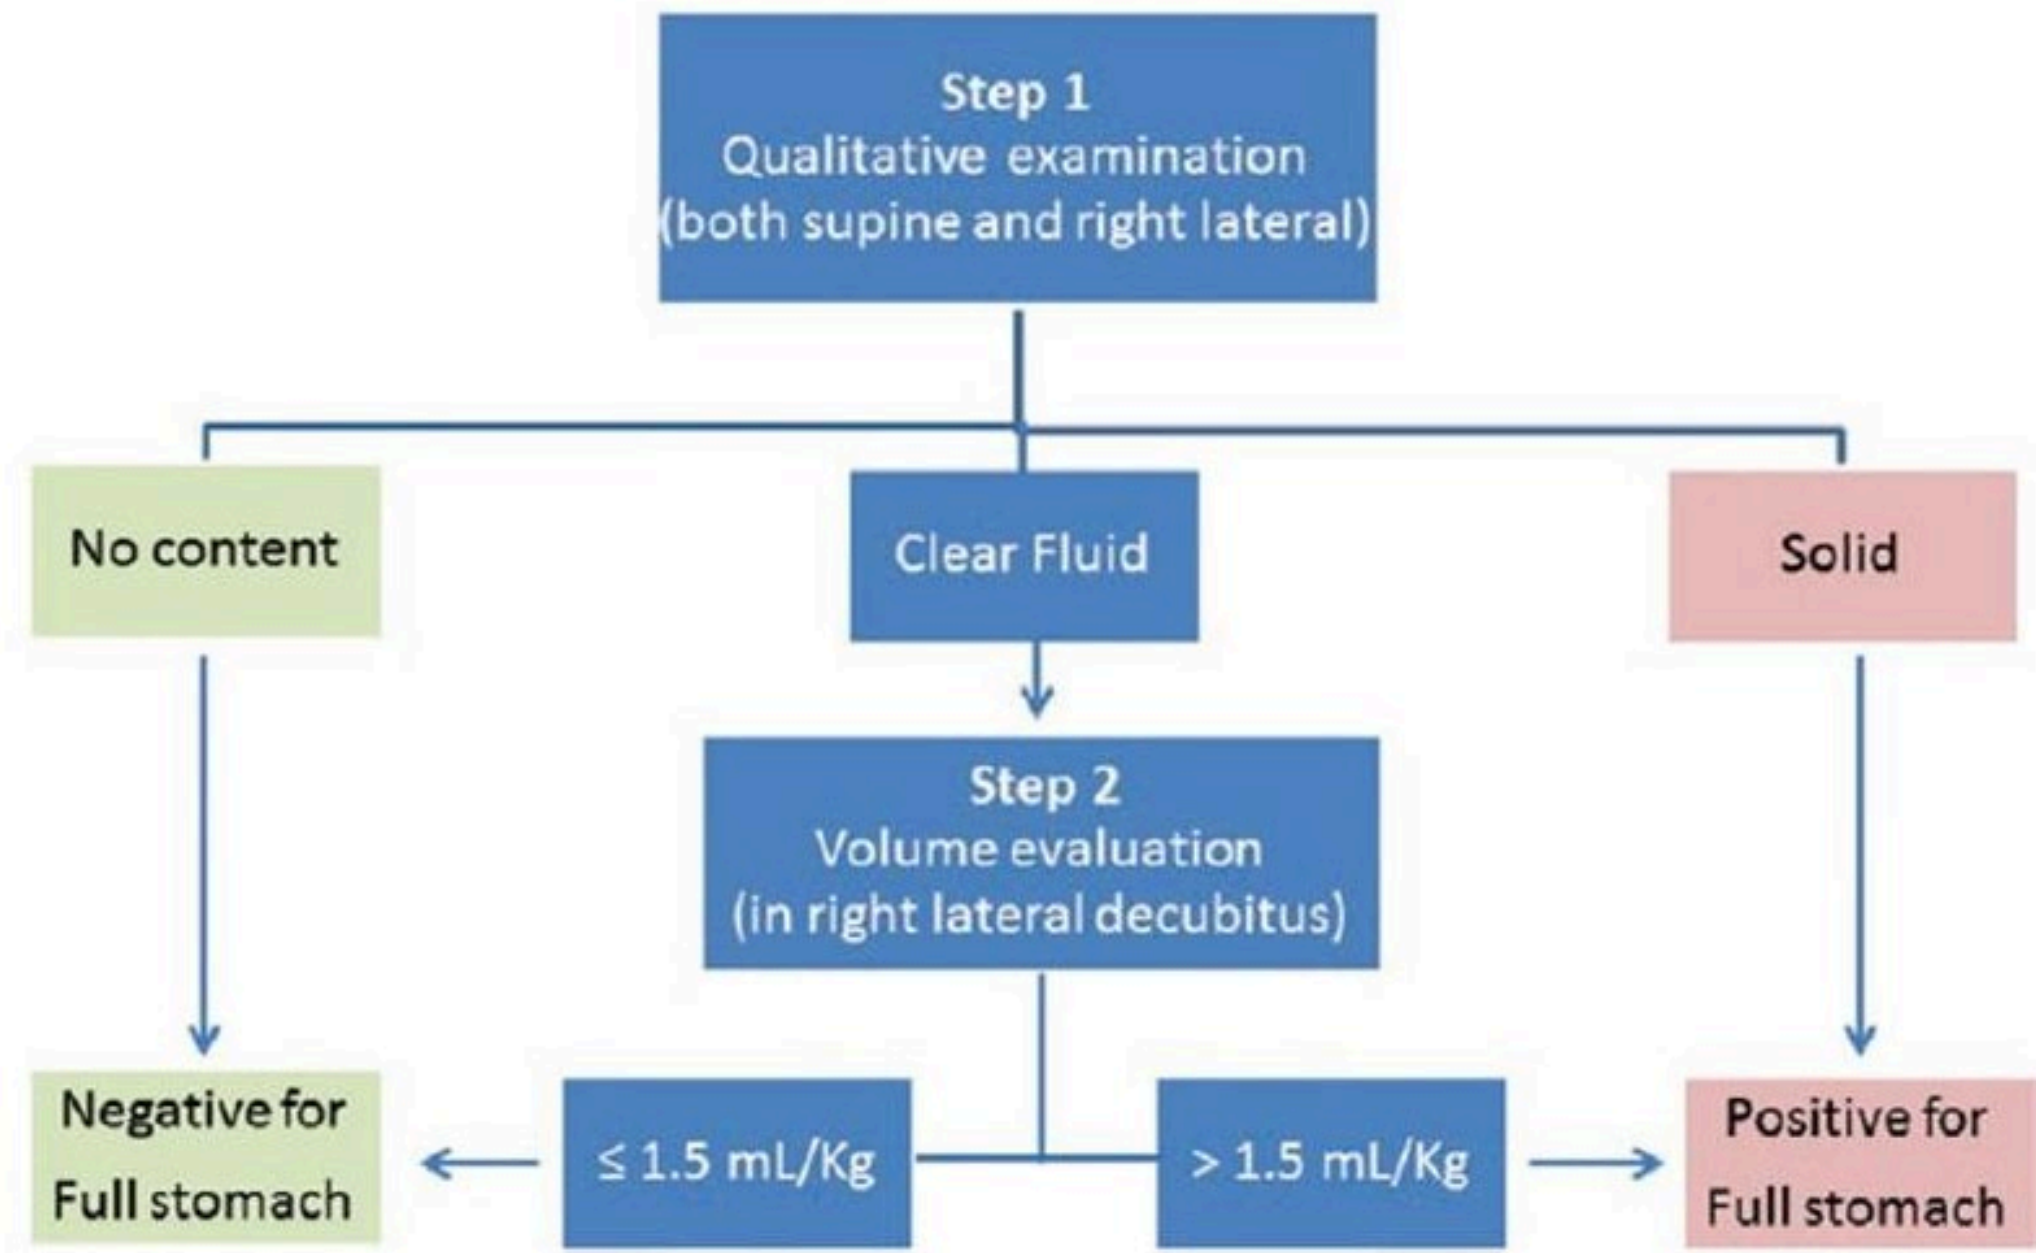 Step 1
Qualitative examination
(both supine and right lateral)
No content
Clear Fluid
Solid
Step 2
Volume evaluation
(in right lateral decubitus)
Negative for
Full stomach
≤ 1.5 mL/Kg
> 1.5 mL/Kg
Positive for
Full stomach